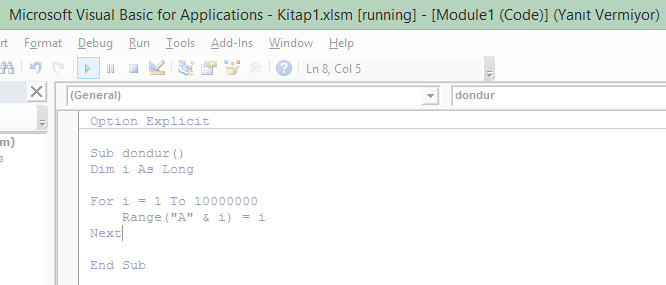 Microsoft Visual Basic for Applications - Kitap1.xlsm [running] - [Module1 (Code)] (Yanıt Vermiyor)
rt Format Debug Run Tools Add-Ins Window Help
Ln 8, Col 5
(General) dondur
m)
s
Option Explicit
Sub dondur()
Dim i As Long
For i = 1 To 10000000
Range("A" & i) = i
Next
End Sub